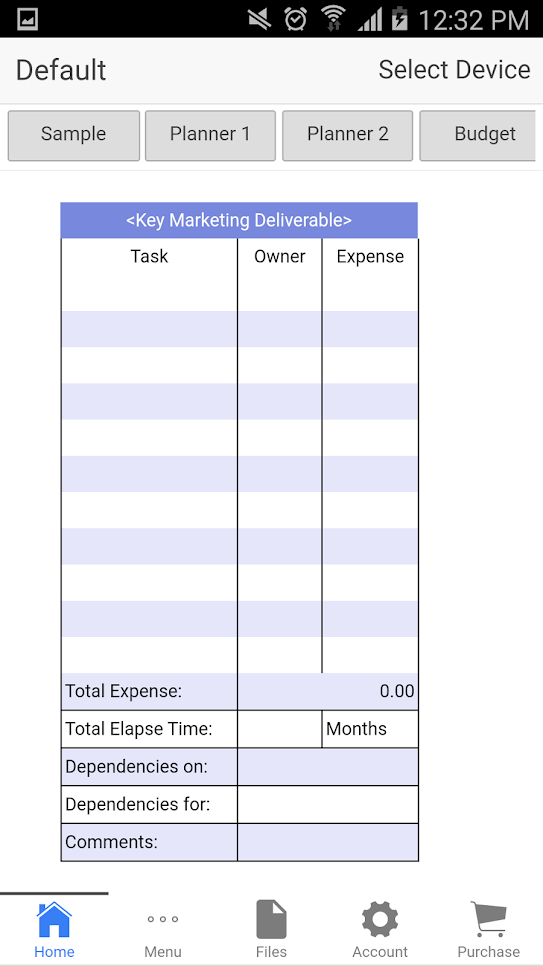 12:32 PM
Default Select Device
Sample Planner 1 Planner 2 Budget
<Key Marketing Deliverable>
Task Owner Expense
Total Expense: 0.00
Total Elapse Time: Months
Dependencies on:
Dependencies for:
Comments:
Home Menu Files Account Purchase